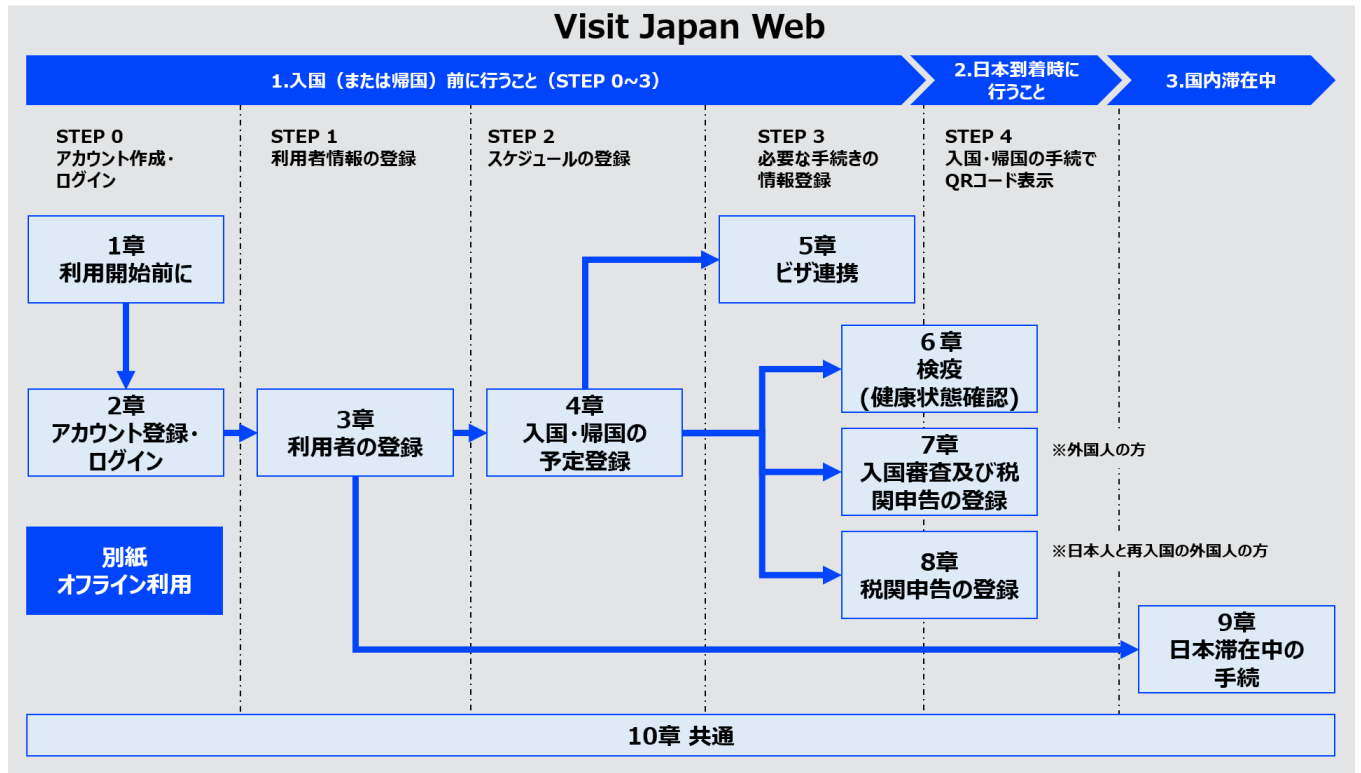 Visit Japan Web
1.入国（または帰国）前に行うこと（STEP 0~3）
2.日本到着時に
行うこと
3.国内滞在中
STEP 0
アカウント作成・
ログイン
STEP 1
利用者情報の登録
STEP 2
スケジュールの登録
STEP 3
必要な手続きの
情報登録
STEP 4
入国・帰国の手続で
QRコード表示
1章
利用開始前に
2章
アカウント登録・
ログイン
3章
利用者の登録
4章
入国・帰国の
予定登録
5章
ビザ連携
６章
検疫
(健康状態確認)
7章
入国審査及び税
関申告の登録
※外国人の方
8章
税関申告の登録
※日本人と再入国の外国人の方
別紙
オフライン利用
9章
日本滞在中の
手続
10章 共通